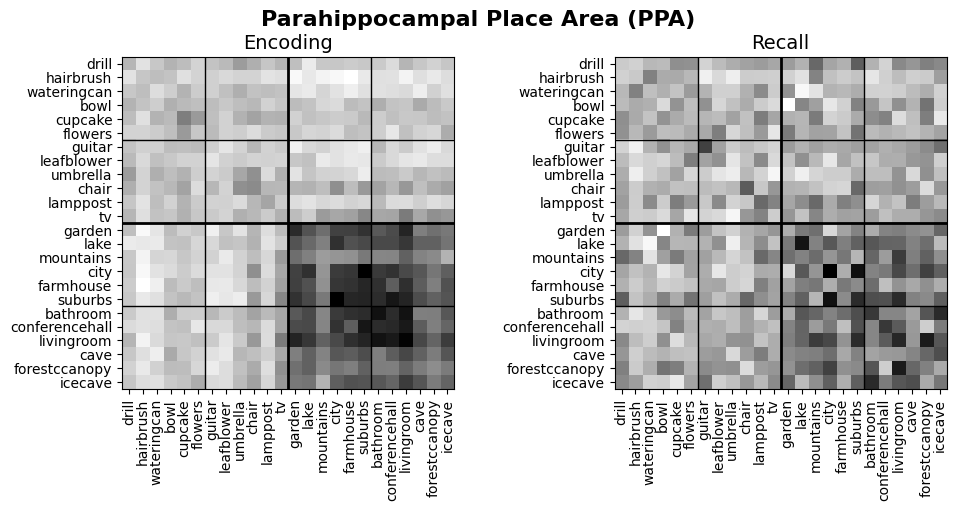 Parahippocampal Place Area (PPA)
Encoding
drill
hairbrush
wateringcan
bowl
cupcake
flowers
guitar
leafblower
umbrella
chair
lamppost
tv
garden
lake
mountains
city
farmhouse
suburbs
bathroom
conferencehall
livingroom
cave
forestccanopy
icecave
drill
hairbrush
wateringcan
bowl
cupcake
flowers
guitar
leafblower
umbrella
chair
lamppost
tv
garden
lake
mountains
city
farmhouse
suburbs
bathroom
conferencehall
livingroom
cave
forestccanopy
icecave
Recall
drill
hairbrush
wateringcan
bowl
cupcake
flowers
guitar
leafblower
umbrella
chair
lamppost
tv
garden
lake
mountains
city
farmhouse
suburbs
bathroom
conferencehall
livingroom
cave
forestccanopy
icecave
drill
hairbrush
wateringcan
bowl
cupcake
flowers
guitar
leafblower
umbrella
chair
lamppost
tv
garden
lake
mountains
city
farmhouse
suburbs
bathroom
conferencehall
livingroom
cave
forestccanopy
icecave